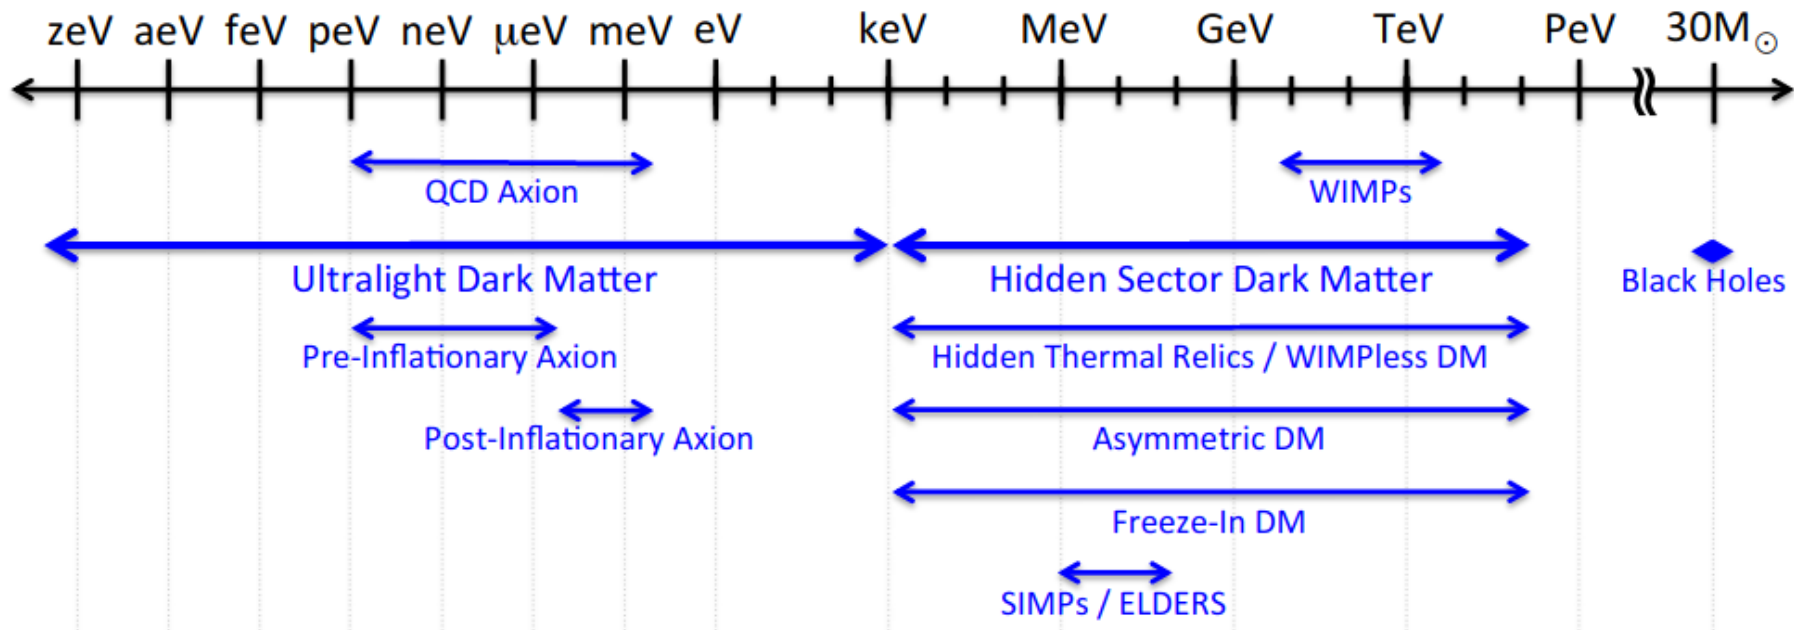 zeV aeV feV peV neV μeV meV eV keV MeV GeV TeV PeV 30M☉
QCD Axion WIMPs
Ultralight Dark Matter Hidden Sector Dark Matter Black Holes
Pre-Inflationary Axion Hidden Thermal Relics / WIMPless DM
Post-Inflationary Axion Asymmetric DM
Freeze-In DM
SIMPs / ELDERS